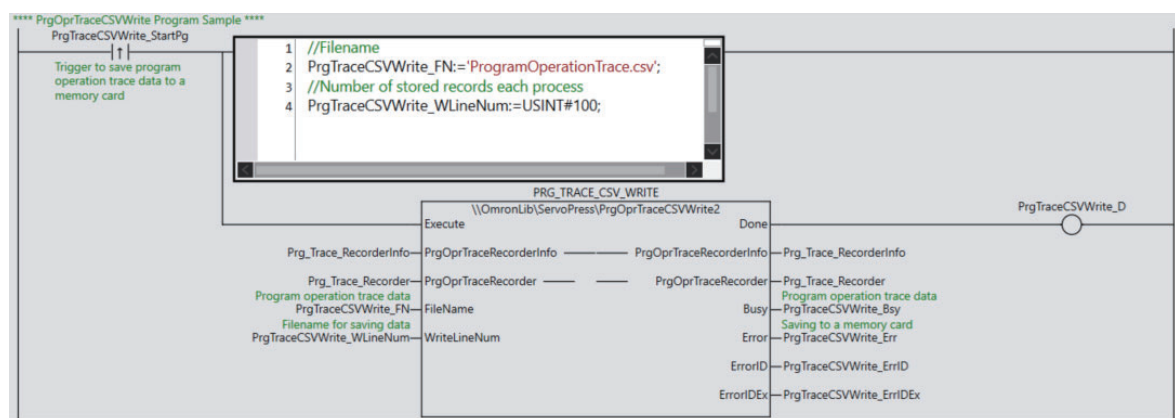 **** PrgOprTraceCSVWrite Program Sample ****
PrgTraceCSVWrite_StartPg
Trigger to save program
operation trace data to a
memory card
1 //Filename
2 PrgTraceCSVWrite_FN:='ProgramOperationTrace.csv';
3 //Number of stored records each process
4 PrgTraceCSVWrite_WLineNum:=USINT#100;
PRG_TRACE_CSV_WRITE
\\OmronLib\ServoPress\PrgOprTraceCSVWrite2
Execute Done PrgTraceCSVWrite_D
Prg_Trace_RecorderInfo PrgOprTraceRecorderInfo PrgOprTraceRecorderInfo Prg_Trace_RecorderInfo
Prg_Trace_Recorder PrgOprTraceRecorder PrgOprTraceRecorder Prg_Trace_Recorder
Program operation trace data Program operation trace data
PrgTraceCSVWrite_FN FileName Busy PrgTraceCSVWrite_Bsy
Filename for saving data Saving to a memory card
PrgTraceCSVWrite_WLineNum WriteLineNum Error PrgTraceCSVWrite_Err
ErrorID PrgTraceCSVWrite_ErrID
ErrorIDEx PrgTraceCSVWrite_ErrIDEx